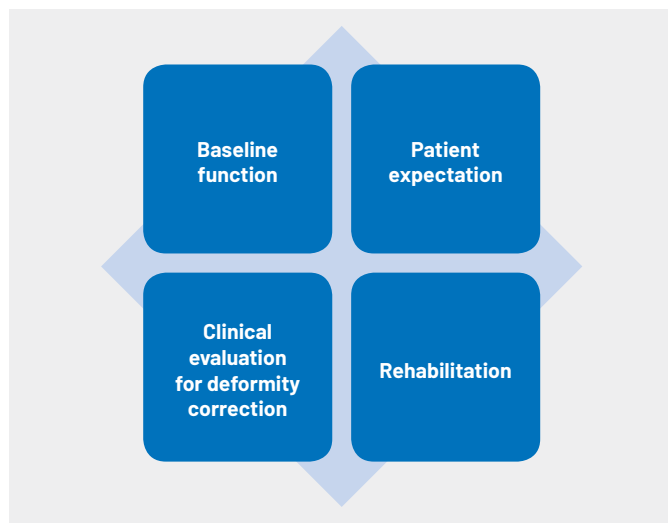 Baseline
function
Patient
expectation
Clinical
evaluation
for deformity
correction
Rehabilitation